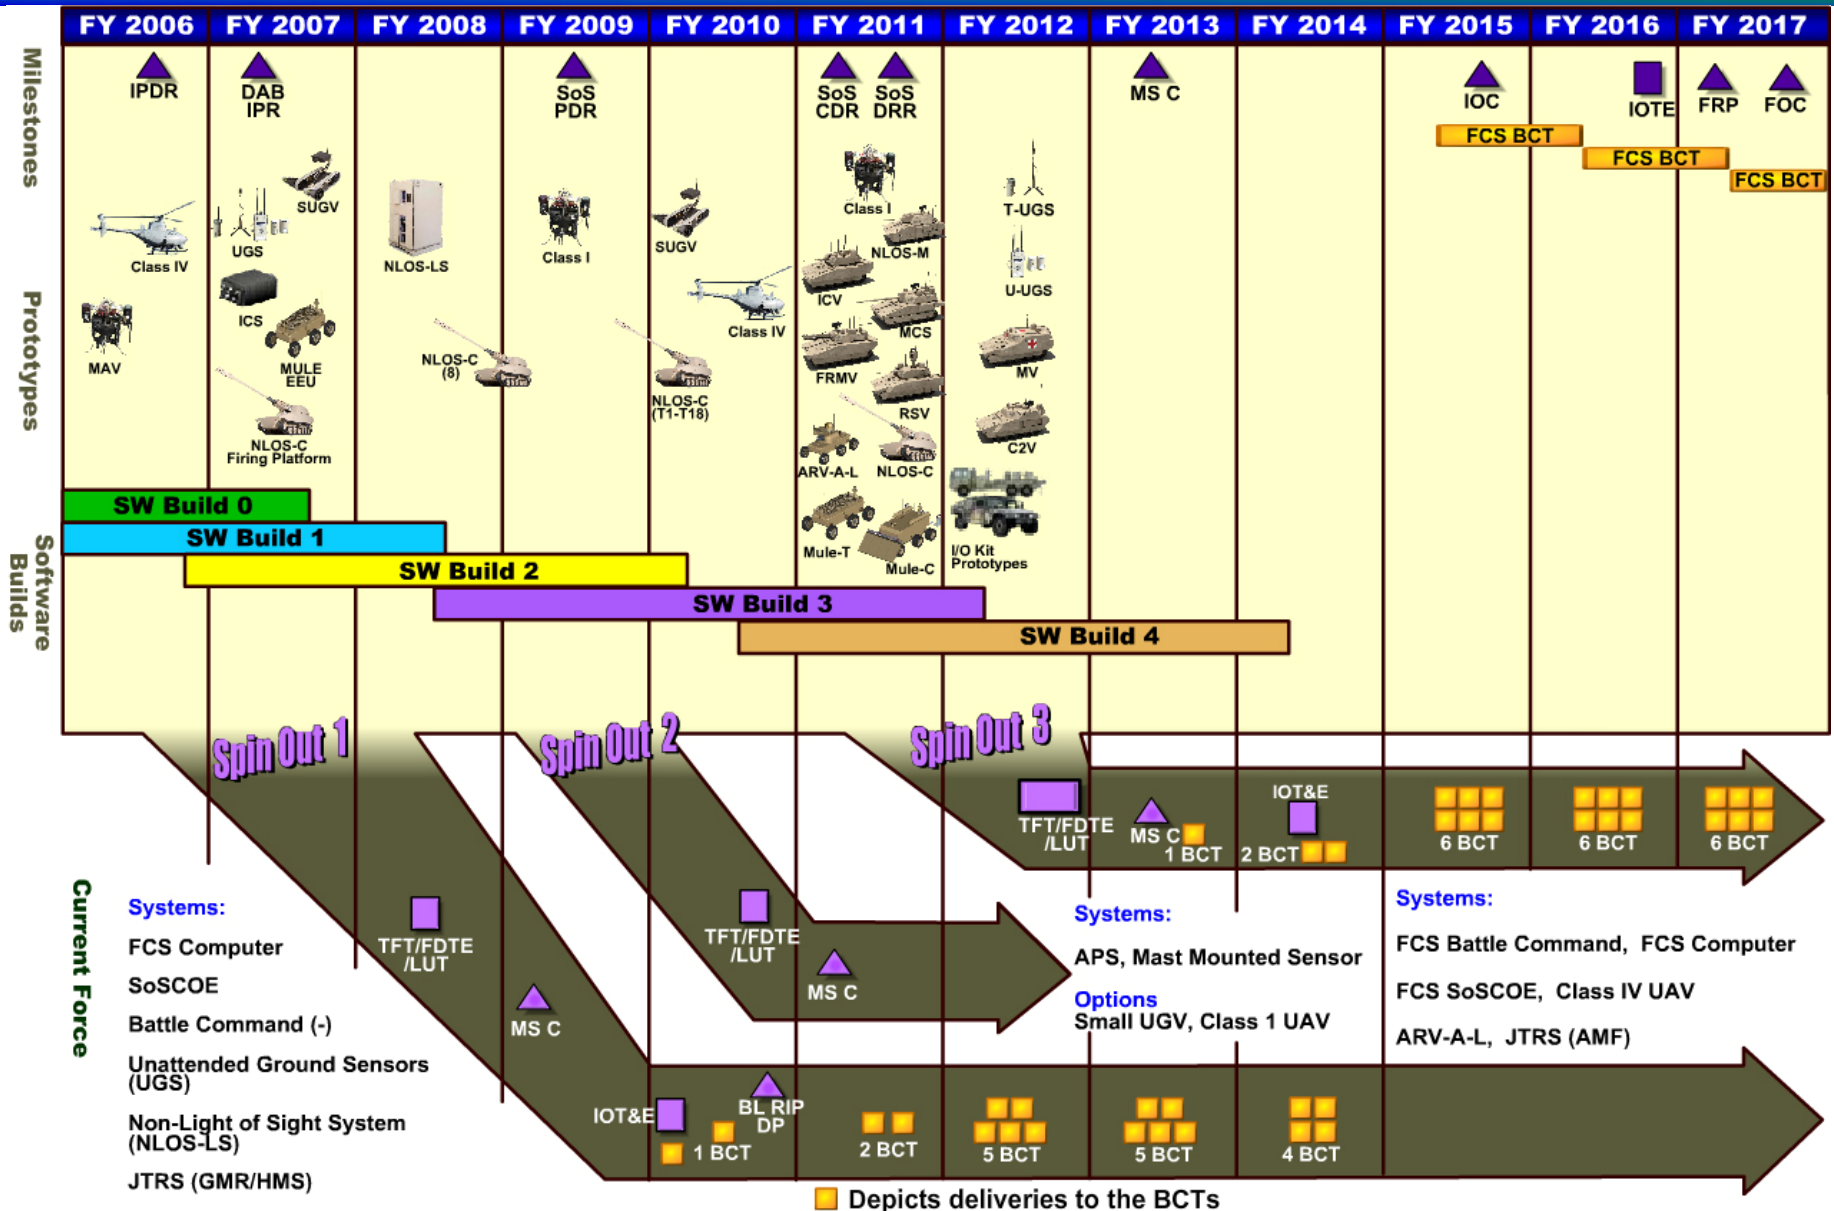 FY 2006 FY 2007 FY 2008 FY 2009 FY 2010 FY 2011 FY 2012 FY 2013 FY 2014 FY 2015 FY 2016 FY 2017
Milestones
IPDR
DAB
IPR
SoS
PDR
SoS
CDR
SoS
DRR
MS C
IOC
IOTE
FRP
FOC
FCS BCT
FCS BCT
FCS BCT
Prototypes
Class IV
MAV
SUGV
UGS
ICS
MULE
EEU
NLOS-C
Firing Platform
NLOS-LS
NLOS-C
(8)
Class I
SUGV
Class IV
NLOS-C
(T1-T18)
Class I
NLOS-M
ICV
MCS
FRMV
RSV
ARV-A-L
NLOS-C
Mule-T
Mule-C
T-UGS
U-UGS
MV
C2V
I/O Kit
Prototypes
Software
Builds
SW Build 0
SW Build 1
SW Build 2
SW Build 3
SW Build 4
Spin Out 1
Spin Out 2
Spin Out 3
TFT/FDTE
/LUT
MS C
1 BCT
IOT&E
2 BCT
6 BCT
6 BCT
6 BCT
Current Force
Systems:
FCS Computer
SoSCOE
Battle Command (-)
Unattended Ground Sensors
(UGS)
Non-Light of Sight System
(NLOS-LS)
JTRS (GMR/HMS)
TFT/FDTE
/LUT
MS C
TFT/FDTE
/LUT
MS C
Systems:
APS, Mast Mounted Sensor
Options
Small UGV, Class 1 UAV
Systems:
FCS Battle Command, FCS Computer
FCS SoSCOE, Class IV UAV
ARV-A-L, JTRS (AMF)
IOT&E
1 BCT
BL RIP
DP
2 BCT
5 BCT
5 BCT
4 BCT
Depicts deliveries to the BCTs